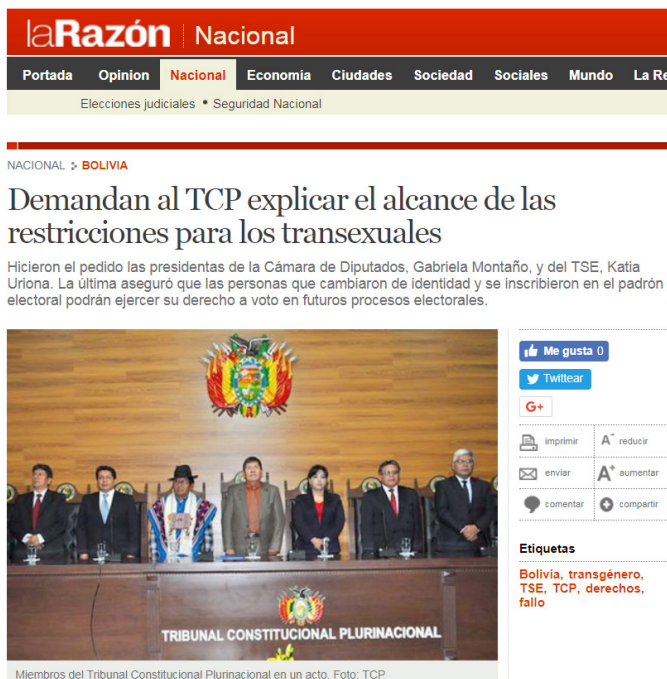 laRazón Nacional
Portada Opinion Nacional Economía Ciudades Sociedad Sociales Mundo La Re
Elecciones judiciales • Seguridad Nacional
NACIONAL BOLIVIA
Demandan al TCP explicar el alcance de las
restricciones para los transexuales
Hicieron el pedido las presidentas de la Cámara de Diputados, Gabriela Montaño, y del TSE, Katia
Uriona. La última aseguró que las personas que cambiaron de identidad y se inscribieron en el padrón
electoral podrán ejercer su derecho a voto en futuros procesos electorales.
TRIBUNAL CONSTITUCIONAL PLURINACIONAL
Miembros del Tribunal Constitucional Plurinacional en un acto. Foto: TCP
Me gusta 0
Twittear
G+
imprimir A- reducir
enviar A+ aumentar
comentar compartir
Etiquetas
Bolivia, transgénero,
TSE, TCP, derechos,
fallo